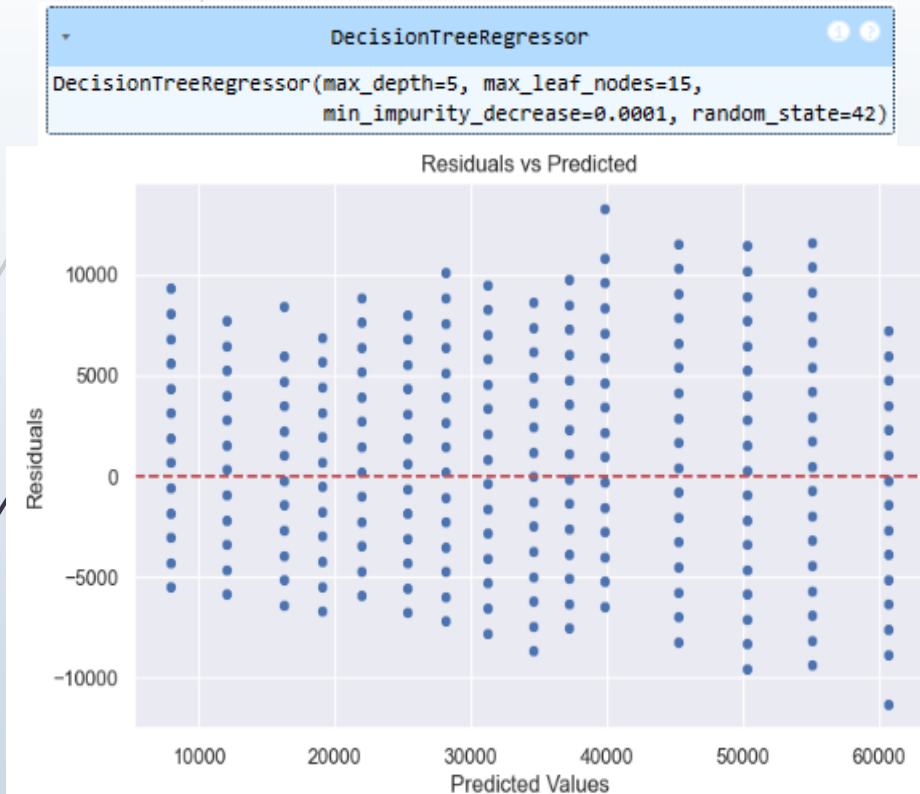 DecisionTreeRegressor
i ?
DecisionTreeRegressor(max_depth=5, max_leaf_nodes=15,
min_impurity_decrease=0.0001, random_state=42)
Residuals vs Predicted
10000
5000
0
−5000
−10000
Residuals
10000 20000 30000 40000 50000 60000
Predicted Values